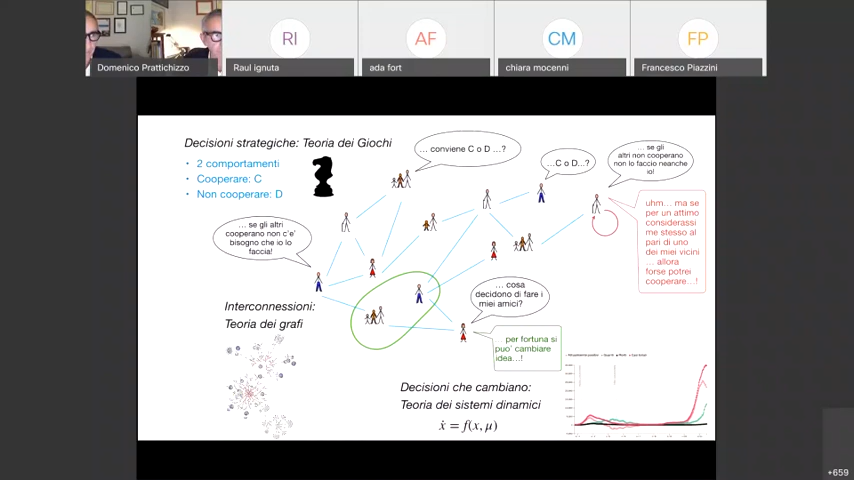 RI
AF
CM
FP
Domenico Prattichizzo
Raul ignuta
ada fort
chiara mocenni
Francesco Piazzini
Decisioni strategiche: Teoria dei Giochi
• 2 comportamenti
• Cooperare: C
• Non cooperare: D
... conviene C o D ...?
...C o D...?
... se gli
altri non cooperano
non lo faccio neanche
io!
uhm... ma se
per un attimo
considerassi
me stesso al
pari di uno
dei miei vicini
... allora
forse potrei
cooperare...!
... se gli altri
cooperano non c'e'
bisogno che io lo
faccia!
... cosa
decidono di fare i
miei amici?
... per fortuna si
puo' cambiare
idea...!
Interconnessioni:
Teoria dei grafi
Decisioni che cambiano:
Teoria dei sistemi dinamici
ẋ = f(x, μ)
+659